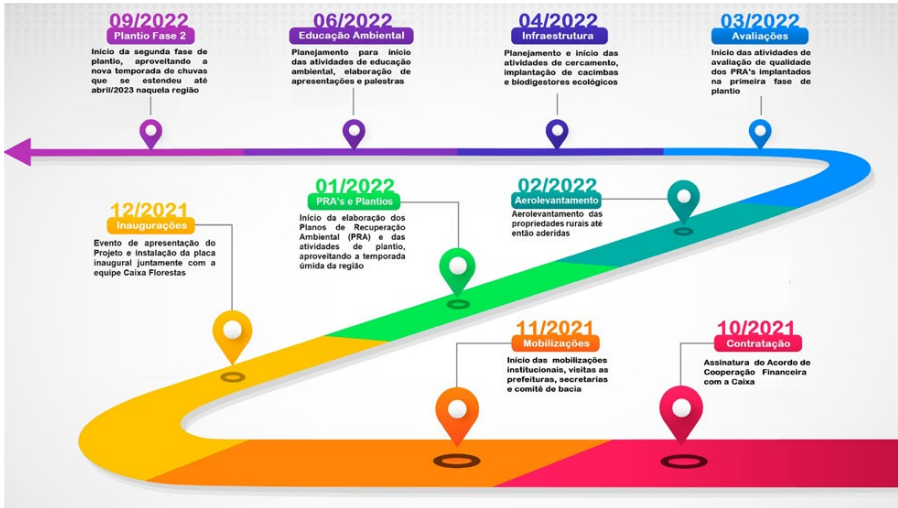 09/2022
Plantio Fase 2
Início da segunda fase de
plantio, aproveitando a
nova temporada de chuvas
que se estendeu até
abril/2023 naquela região
06/2022
Educação Ambiental
Planejamento para início
das atividades de educação
ambiental, elaboração de
apresentações e palestras
04/2022
Infraestrutura
Planejamento e início das
atividades de cercamento,
implantação de cacimbas
e biodigestores ecológicos
03/2022
Avaliações
Início das atividades de
avaliação de qualidade
dos PRA's implantados
na primeira fase de
plantio
12/2021
Inaugurações
Evento de apresentação do
Projeto e instalação da placa
inaugural juntamente com a
equipe Caixa Florestas
01/2022
PRA's e Plantios
Início da elaboração dos
Planos de Recuperação
Ambiental (PRA) e das
atividades de plantio,
aproveitando a temporada
úmida da região
02/2022
Aerolevantamento
Aerolevantamento das
propriedades rurais até
então aderidas
11/2021
Mobilizações
Início das mobilizações
institucionais, visitas as
prefeituras, secretarias
e comitê de bacia
10/2021
Contratação
Assinatura do Acordo de
Cooperação Financeira
com a Caixa